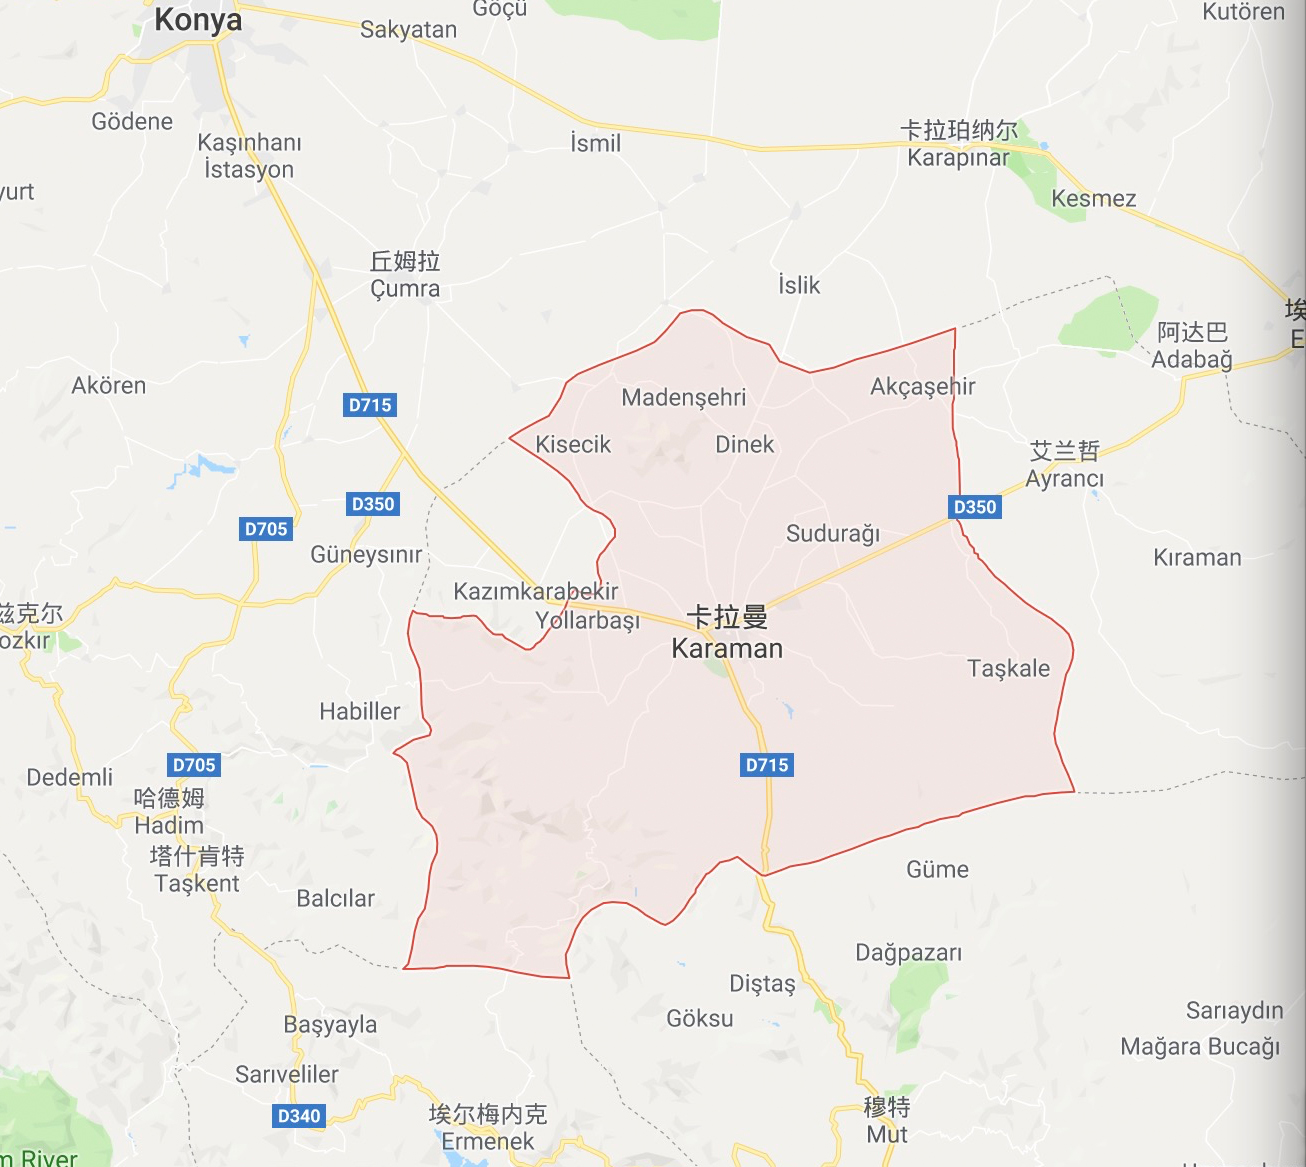 Konya
Göçü
Kutören
Sakyatan
Gödene
Kaşınhanı
İstasyon
İsmil
卡拉珀纳尔
Karapınar
yurt
Kesmez
丘姆拉
Çumra
İslik
埃
E
阿达巴
Adabağ
Akören
D715
Madenşehri
Akçaşehir
Kisecik
Dinek
艾兰哲
Ayrancı
D350
D350
D705
Güneysınır
Sudurağı
Kıraman
Kazımkarabekir
Yollarbaşı
卡拉曼
Karaman
兹克尔
ozkır
Taşkale
Habiller
D705
D715
Dedemli
哈德姆
Hadim
塔什肯特
Taşkent
Balcılar
Güme
Dağpazarı
Diştaş
Göksu
Sarıaydın
Başyayla
Mağara Bucağı
Sarıveliler
D340
埃尔梅内克
Ermenek
穆特
Mut
m River